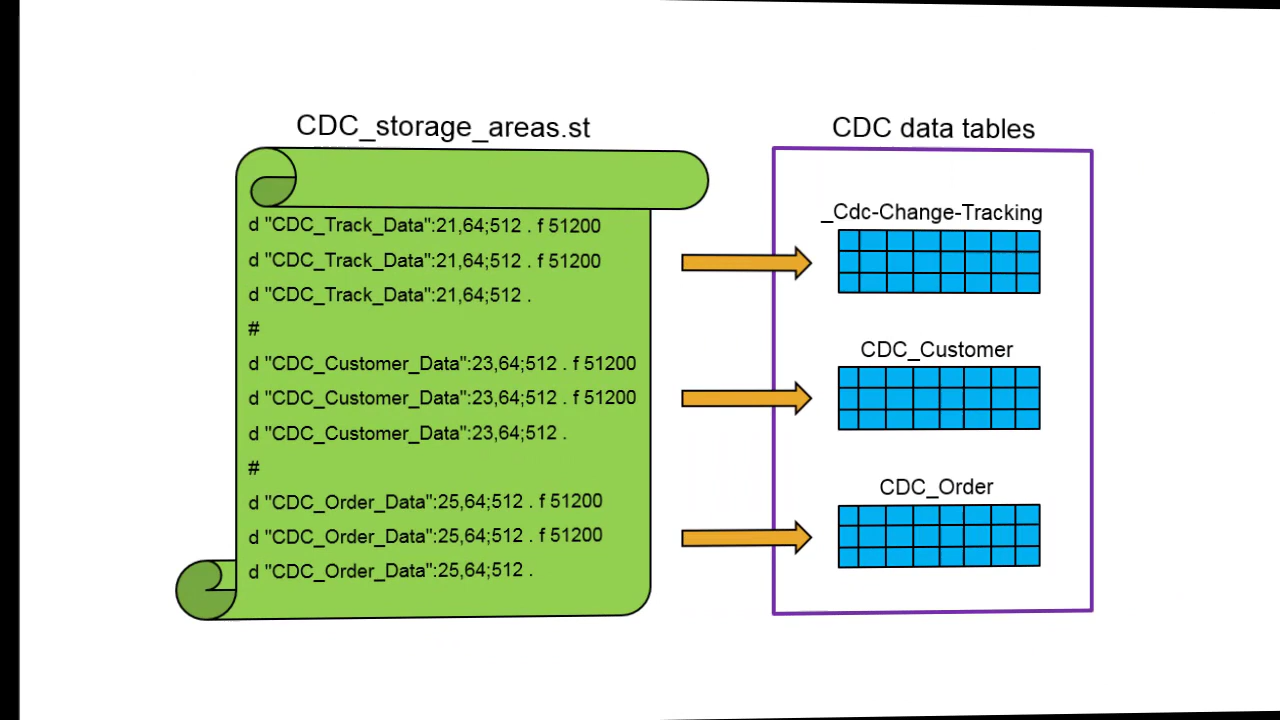 CDC_storage_areas.st
d "CDC_Track_Data":21,64;512 . f 51200
d "CDC_Track_Data":21,64;512 . f 51200
d "CDC_Track_Data":21,64;512 .
#
d "CDC_Customer_Data":23,64;512 . f 51200
d "CDC_Customer_Data":23,64;512 . f 51200
d "CDC_Customer_Data":23,64;512 .
#
d "CDC_Order_Data":25,64;512 . f 51200
d "CDC_Order_Data":25,64;512 . f 51200
d "CDC_Order_Data":25,64;512 .
CDC data tables
_Cdc-Change-Tracking
CDC_Customer
CDC_Order